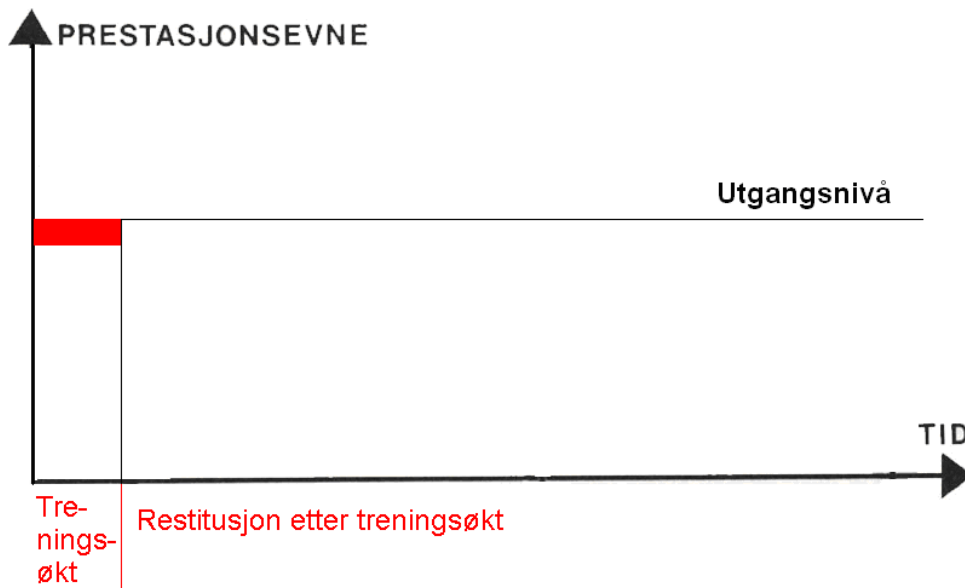 PRESTASJONSEVNE
Utgangsnivå
TID
Tre-
nings-
økt
Restitusjon etter treningsøkt